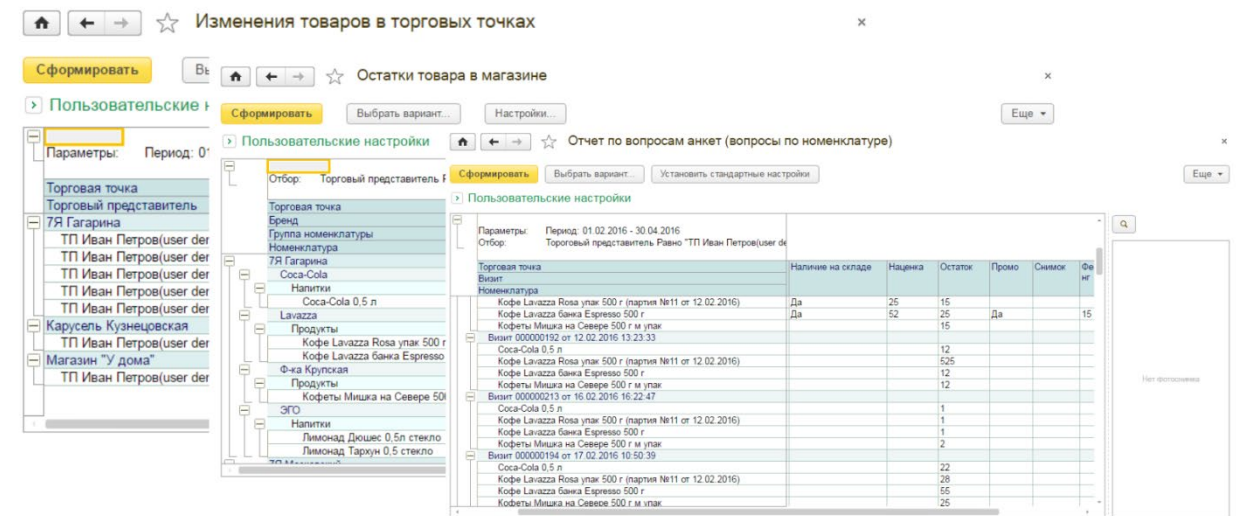 Изменения товаров в торговых точках
Сформировать
Пользовательские
Параметры: Период: 01
Торговая точка
Торговый представитель
7Я Гагарина
ТП Иван Петров(user
ТП Иван Петров(user
ТП Иван Петров(user
ТП Иван Петров(user
ТП Иван Петров(user
Карусель Кузнецовская
ТП Иван Петров(user
Магазин "У дома"
ТП Иван Петров(user
Остатки товара в магазине
Сформировать Выбрать вариант... Настройки... Еще
Пользовательские настройки
Отбор: Торговый представитель
Торговая точка
Бренд
Группа номенклатуры
Номенклатура
7Я Гагарина
Coca-Cola
Напитки
Coca-Cola 0,5 л
Lavazza
Продукты
Кофе Lavazza Rosa упак 500 г
Кофе Lavazza банка Espresso
Ф-ка Крупская
Продукты
Кофеты Мишка на Севере
ЭГО
Напитки
Лимонад Дюшес 0,5л стекло
Лимонад Тархун 0,5 стекло
Отчет по вопросам анкет (вопросы по номенклатуре)
Сформировать Выбрать вариант... Установить стандартные настройки Еще
Пользовательские настройки
Параметры: Период: 01.02.2016 - 30.04.2016
Отбор: Тороговый представитель Равно "ТП Иван Петров(user
Торговая точка Наличие на складе Наценка Остаток Промо Снимок Фе
Визит нг
Номенклатура
Кофе Lavazza Rosa упак 500 г (партия №11 от 12.02.2016) Да 25 15
Кофе Lavazza банка Espresso 500 г Да 52 25 Да 15
Кофеты Мишка на Севере 500 г м упак 15
Визит 000000192 от 12.02.2016 13:23:33
Coca-Cola 0,5 л 12
Кофе Lavazza Rosa упак 500 г (партия №11 от 12.02.2016) 525
Кофе Lavazza банка Espresso 500 г 12
Кофеты Мишка на Севере 500 г м упак 12
Визит 000000213 от 16.02.2016 16:22:47
Coca-Cola 0,5 л 1
Кофе Lavazza Rosa упак 500 г (партия №11 от 12.02.2016) 1
Кофе Lavazza банка Espresso 500 г 1
Кофеты Мишка на Севере 500 г м упак 2
Визит 000000194 от 17.02.2016 10:50:39
Coca-Cola 0,5 л 22
Кофе Lavazza Rosa упак 500 г (партия №11 от 12.02.2016) 28
Кофе Lavazza банка Espresso 500 г 55
Кофеты Мишка на Севере 500 г м упак 25
Нет фотоснимка